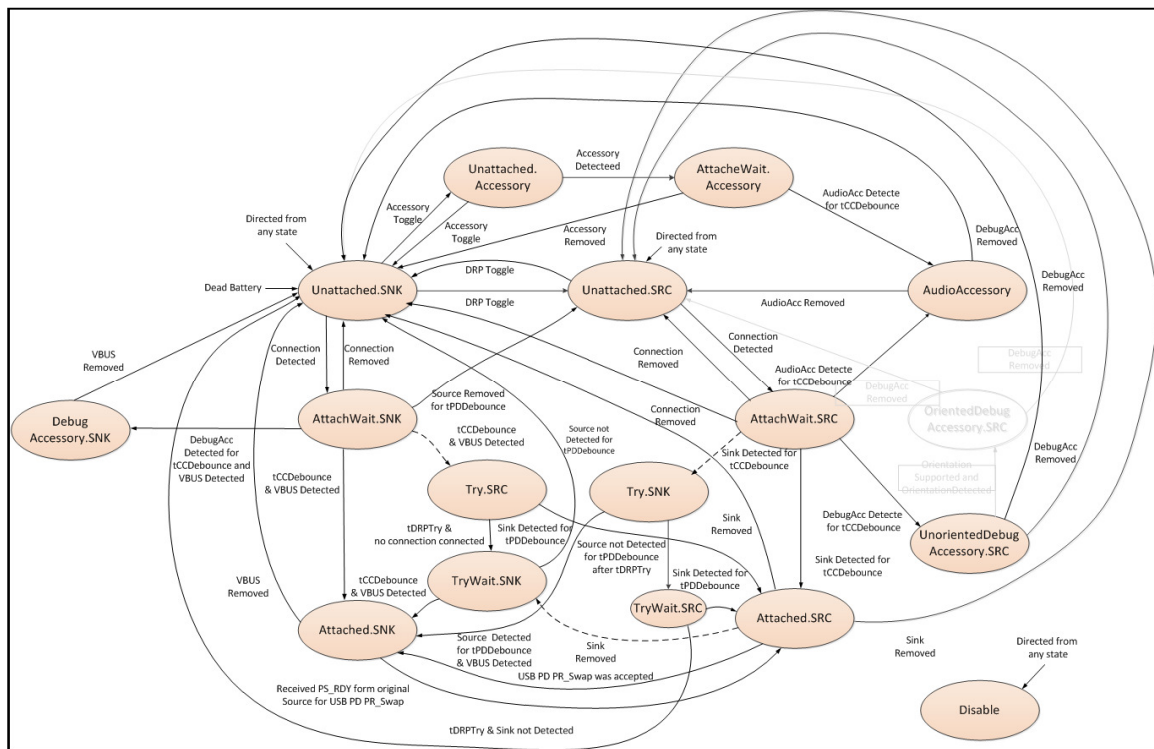 Unattached.
Accessory
Accessory
Detecteed
AttacheWait.
Accessory
AudioAcc Detecte
for tCCDebounce
Accessory
Toggle
Accessory
Toggle
Accessory
Removed
Directed from
any state
Directed from
any state
DebugAcc
Removed
DebugAcc
Removed
Dead Battery
Unattached.SNK
DRP Toggle
DRP Toggle
Unattached.SRC
AudioAcc Removed
AudioAccessory
VBUS
Removed
Connection
Detected
Connection
Removed
Connection
Removed
Connection
Detected
AudioAcc Detecte
for tCCDebounce
DebugAcc
Removed
DebugAcc
Removed
Source Removed
for tPDDebounce
Connection
Removed
Debug
Accessory.SNK
AttachWait.SNK
AttachWait.SRC
OrientedDebug
Accessory.SRC
DebugAcc
Detected for
tCCDebounce and
VBUS Detected
tCCDebounce
& VBUS Detected
tCCDebounce
& VBUS Detected
Source not
Detected for
tPDDebounce
Sink Detected for
tCCDebounce
DebugAcc
Removed
Orientation
Supported and
OrientationDetected
Try.SRC
Try.SNK
DebugAcc Detecte
for tCCDebounce
UnorientedDebug
Accessory.SRC
tDRPTry &
no connection connected
Sink Detected for
tPDDebounce
Source not Detected
for tPDDebounce
after tDRPTry
Sink
Removed
Sink Detected for
tCCDebounce
VBUS
Removed
tCCDebounce
& VBUS Detected
TryWait.SNK
Sink Detected for
tPDDebounce
TryWait.SRC
Attached.SNK
Attached.SRC
Source Detected
for tPDDebounce
& VBUS Detected
Sink
Removed
Sink
Removed
USB PD PR_Swap was accepted
Received PS_RDY form original
Source for USB PD PR_Swap
tDRPTry & Sink not Detected
Directed from
any state
Disable